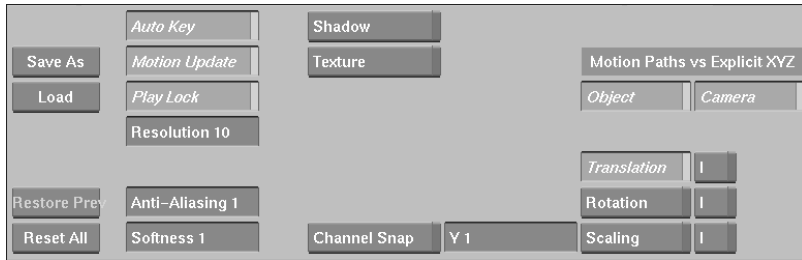 Auto Key Shadow
Save As Motion Update Texture Motion Paths vs Explicit XYZ
Load Play Lock Object Camera
Resolution 10
Translation I
Restore Prev Anti-Aliasing 1 Rotation I
Reset All Softness 1 Channel Snap Y 1 Scaling I